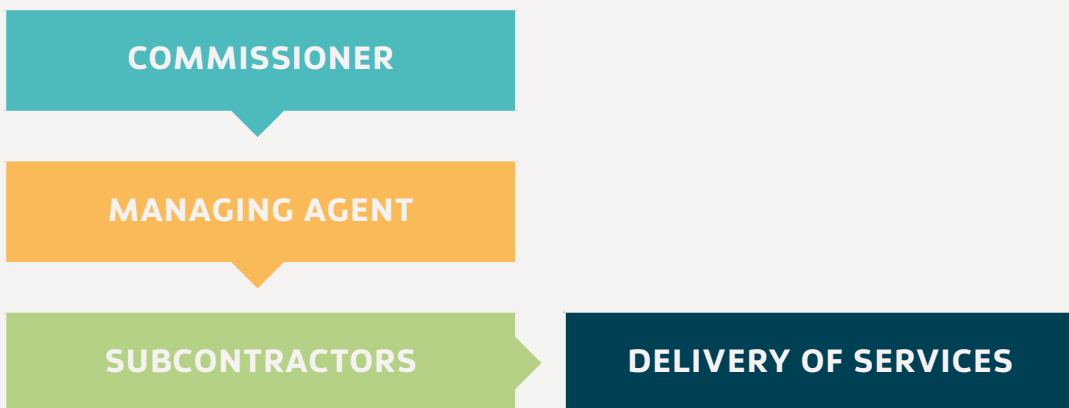 COMMISSIONER
MANAGING AGENT
SUBCONTRACTORS
DELIVERY OF SERVICES